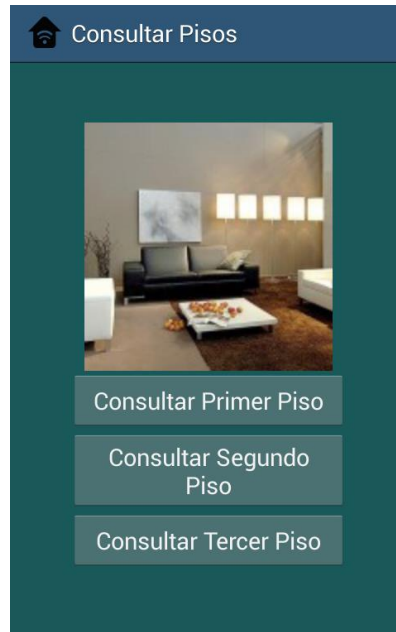 Consultar Pisos
Consultar Primer Piso
Consultar Segundo
Piso
Consultar Tercer Piso